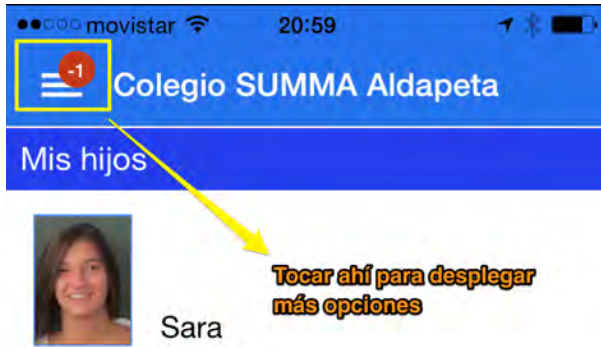 movistar 20:59
-1
Colegio SUMMA Aldapeta
Mis hijos
Tocar ahí para desplegar
más opciones
Sara